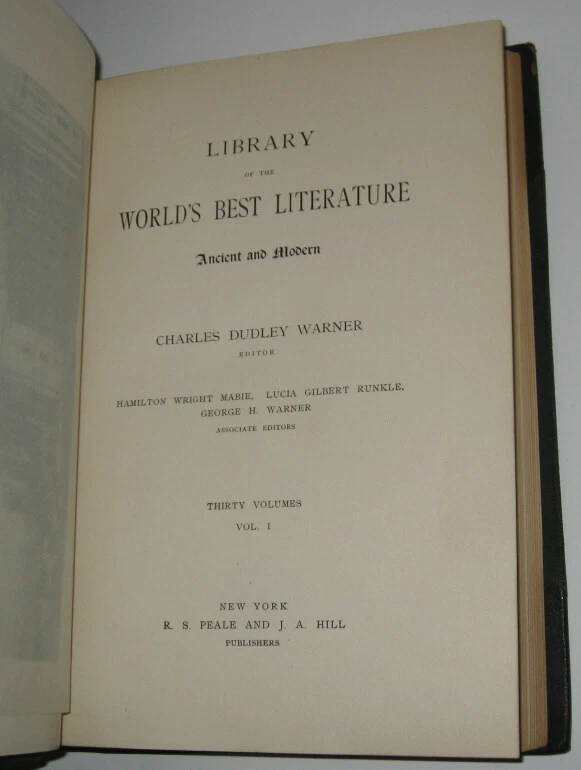 LIBRARY
OF THE
WORLD'S BEST LITERATURE
Ancient and Modern
CHARLES DUDLEY WARNER
EDITOR
HAMILTON WRIGHT MABIE, LUCIA GILBERT RUNKLE,
GEORGE H. WARNER
ASSOCIATE EDITORS
THIRTY VOLUMES
VOL. I
NEW YORK
R. S. PEALE AND J. A. HILL
PUBLISHERS